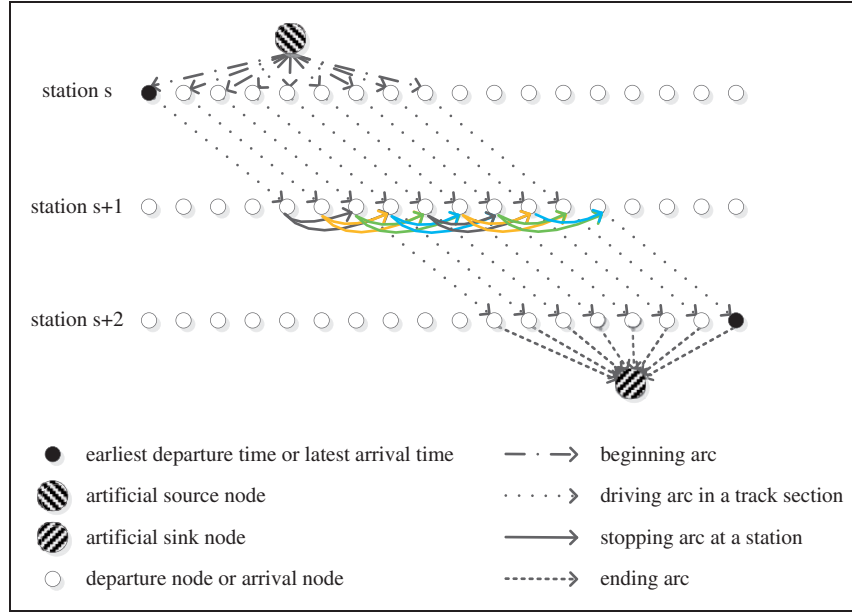 station s
station s+1
station s+2
earliest departure time or latest arrival time
beginning arc
artificial source node
driving arc in a track section
artificial sink node
stopping arc at a station
departure node or arrival node
ending arc